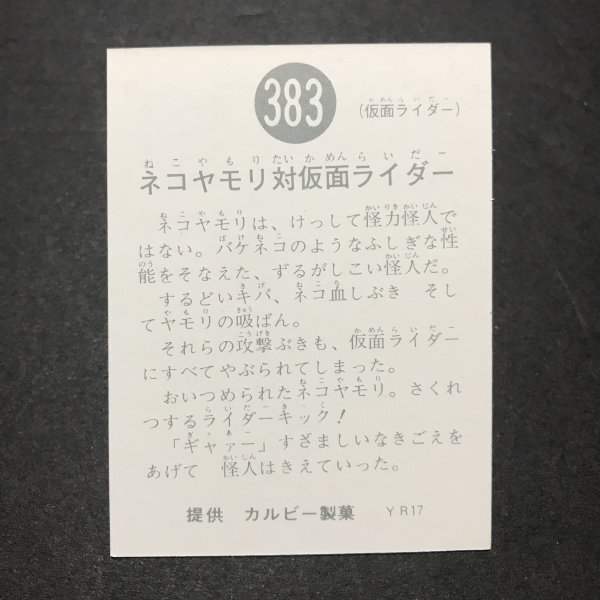 383
(仮面ライダー)
ネコヤモリ対仮面ライダー
ネコヤモリは、けっして怪力怪人で
はない。バケネコのようなふしぎな性
能をそなえた、ずるがしこい怪人だ。
するどいキバ、ネコ血しぶき そし
てヤモリの吸ばん。
それらの攻撃ぶきも、仮面ライダー
にすべてやぶられてしまった。
おいつめられたネコヤモリ。さくれ
つするライダーキック!
「ギャァー」すざましいなきごえを
あげて 怪人はきえていった。
提供 カルビー製菓 YR17